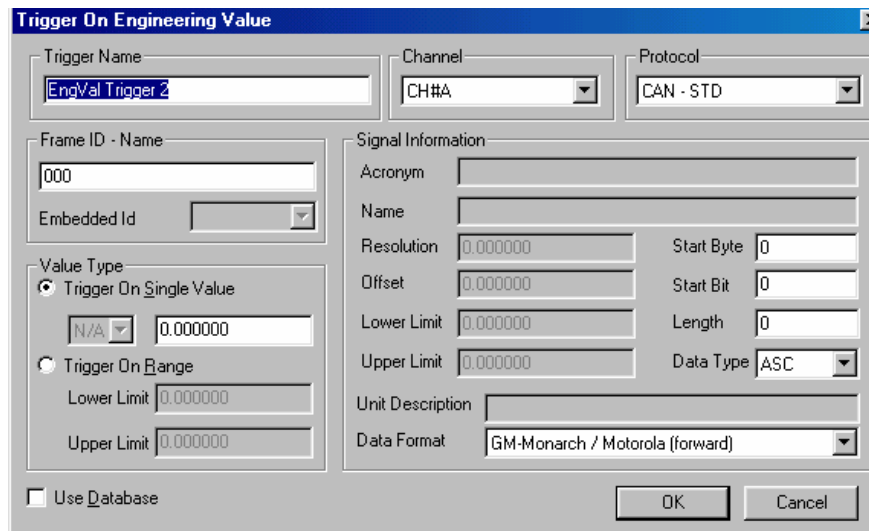 Trigger On Engineering Value
Trigger Name
EngVal Trigger 2
Channel
CH#A
Protocol
CAN - STD
Frame ID - Name
000
Embedded Id
Value Type
Trigger On Single Value
N/A
0.000000
Trigger On Range
Lower Limit 0.000000
Upper Limit 0.000000
Signal Information
Acronym
Name
Resolution 0.000000
Start Byte 0
Offset 0.000000
Start Bit 0
Lower Limit 0.000000
Length 0
Upper Limit 0.000000
Data Type ASC
Unit Description
Data Format GM-Monarch / Motorola (forward)
Use Database
OK
Cancel